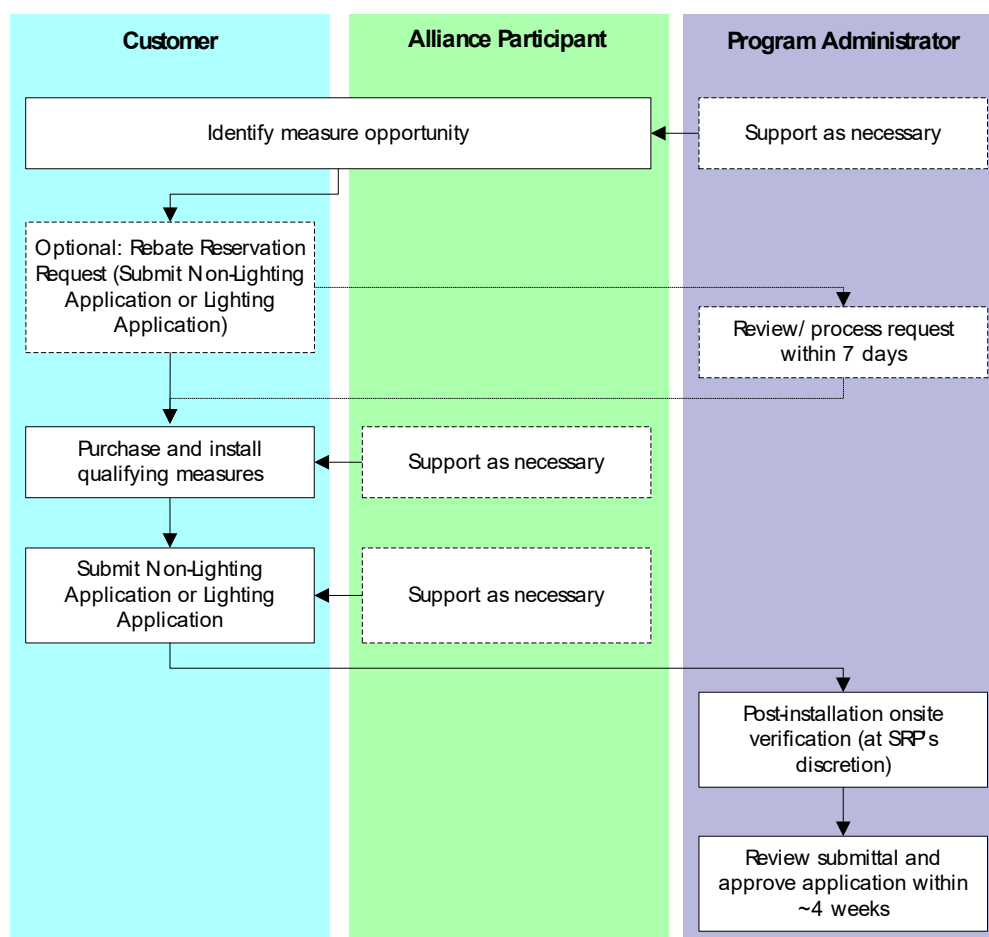 Customer
Alliance Participant
Program Administrator
Identify measure opportunity
Support as necessary
Optional: Rebate Reservation
Request (Submit Non-Lighting
Application or Lighting
Application)
Review/ process request
within 7 days
Purchase and install
qualifying measures
Support as necessary
Submit Non-Lighting
Application or Lighting
Application
Support as necessary
Post-installation onsite
verification (at SRP's
discretion)
Review submittal and
approve application within
~4 weeks